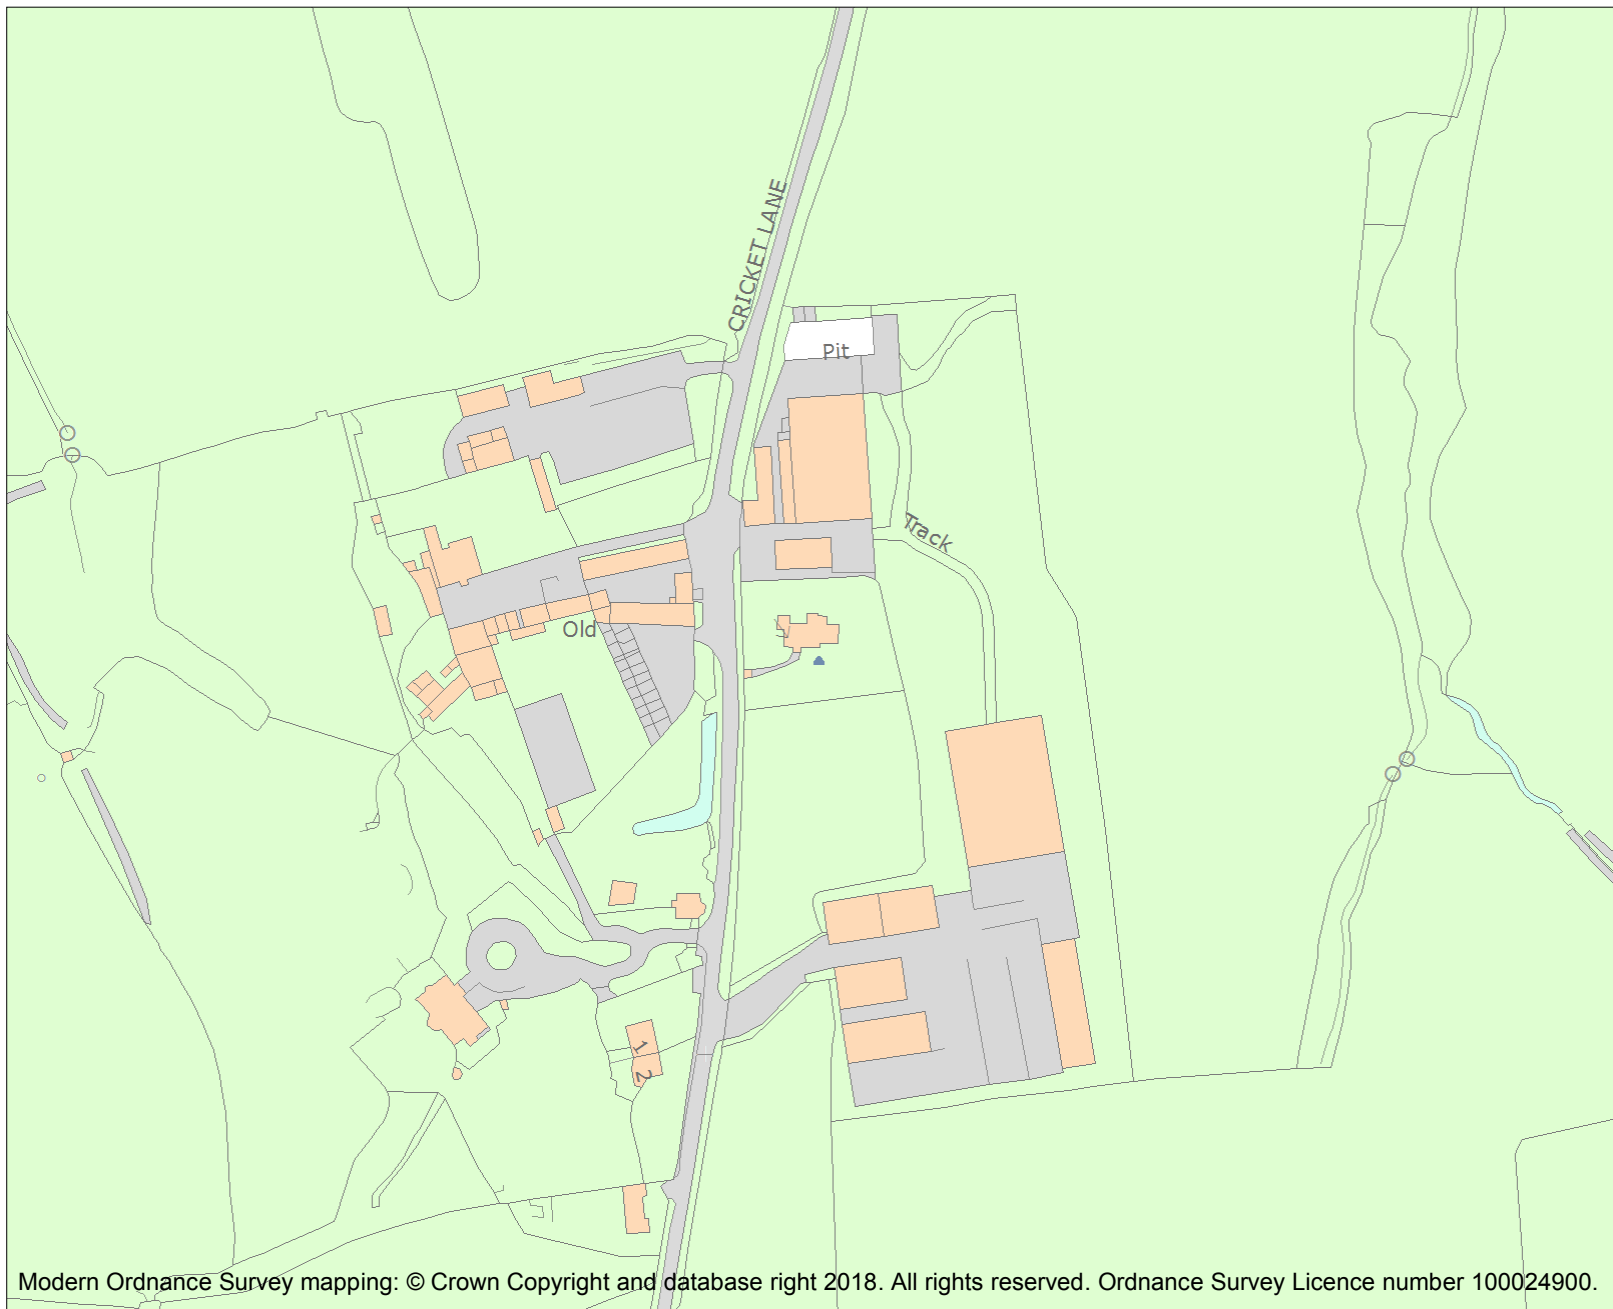 CRICKET LANE
Pit
Track
Old
1
2
Modern Ordnance Survey mapping: © Crown Copyright and database right 2018. All rights reserved. Ordnance Survey Licence number 100024900.